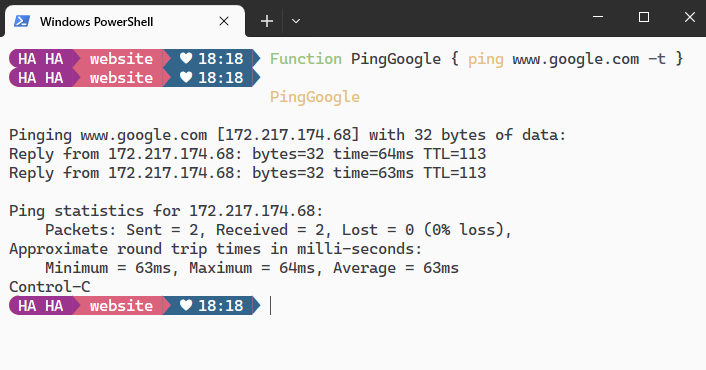 Windows PowerShell
HA HA website ♥ 18:18 Function PingGoogle { ping www.google.com -t }
HA HA website ♥ 18:18
PingGoogle
Pinging www.google.com [172.217.174.68] with 32 bytes of data:
Reply from 172.217.174.68: bytes=32 time=64ms TTL=113
Reply from 172.217.174.68: bytes=32 time=63ms TTL=113
Ping statistics for 172.217.174.68:
    Packets: Sent = 2, Received = 2, Lost = 0 (0% loss),
Approximate round trip times in milli-seconds:
    Minimum = 63ms, Maximum = 64ms, Average = 63ms
Control-C
HA HA website ♥ 18:18